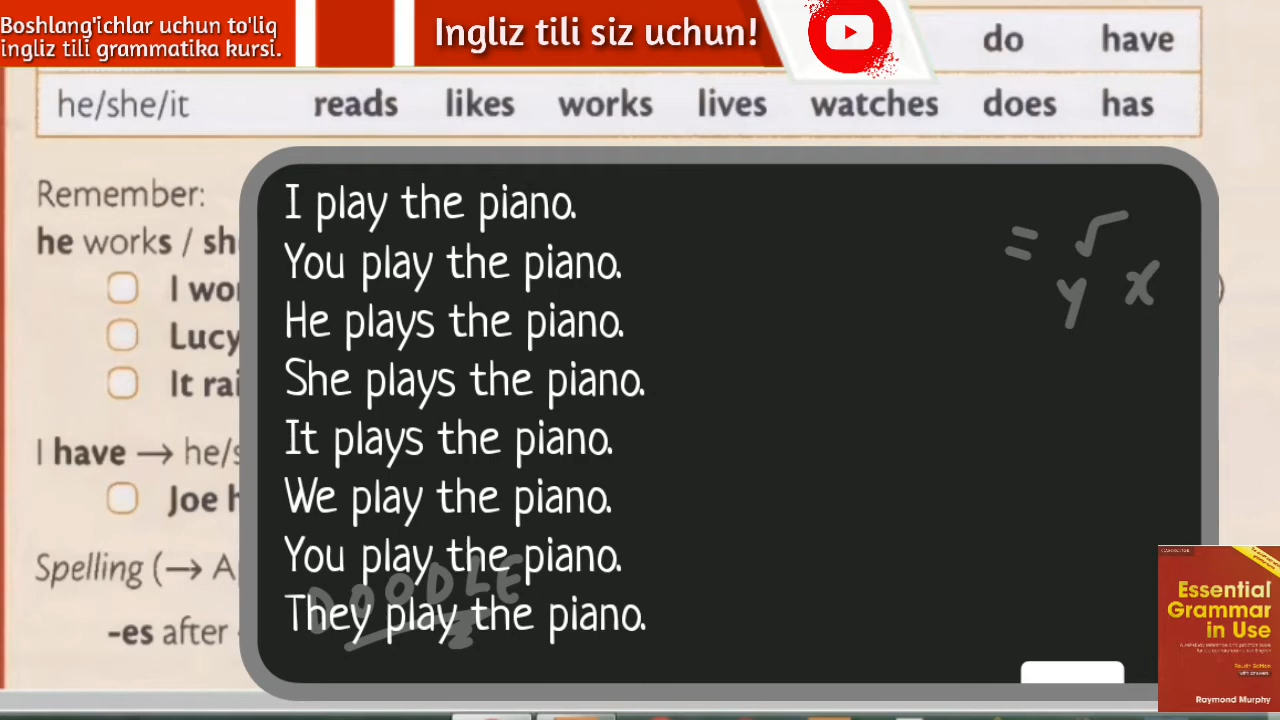 Boshlang'ichlar uchun to'liq
ingliz tili grammatika kursi.
Ingliz tili siz uchun!
do have
he/she/it reads likes works lives watches does has
Remember:
he works / sh
I wo
Lucy
It rai
I have → he/s
Joe h
Spelling (→ A
-es after
I play the piano.
You play the piano.
He plays the piano.
She plays the piano.
It plays the piano.
We play the piano.
You play the piano.
They play the piano.
= √
y x
DOODLE
Essential
Grammar
in Use
Fourth Edition
with answers
Raymond Murphy